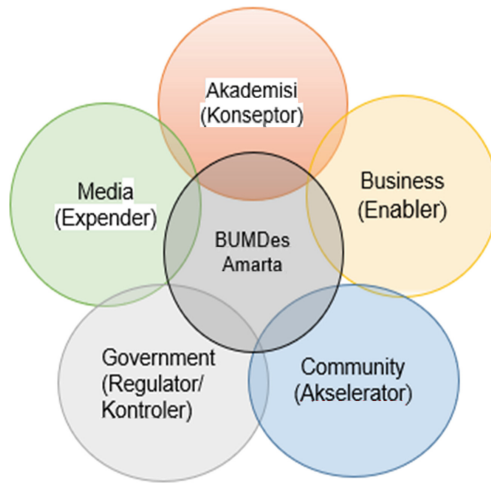 Akademisi
(Konseptor)
Media
(Expender)
Business
(Enabler)
BUMDes
Amarta
Government
(Regulator/
Kontroler)
Community
(Akselerator)